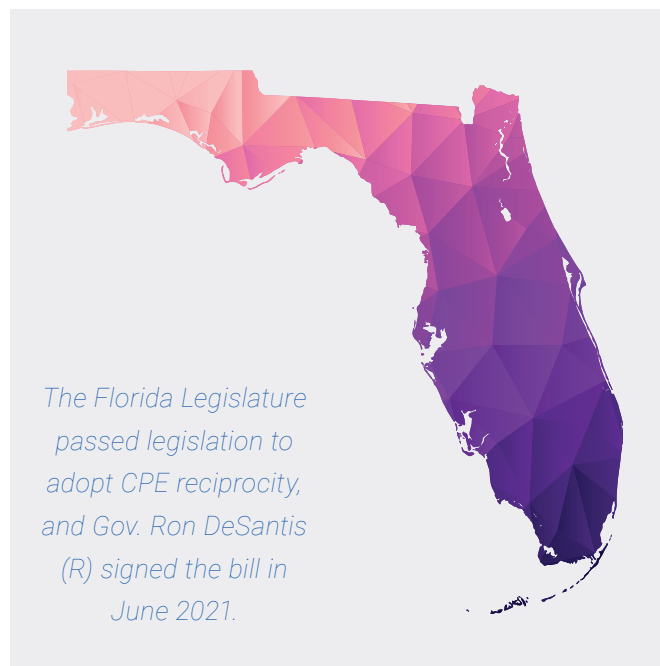 The Florida Legislature
passed legislation to
adopt CPE reciprocity,
and Gov. Ron DeSantis
(R) signed the bill in
June 2021.